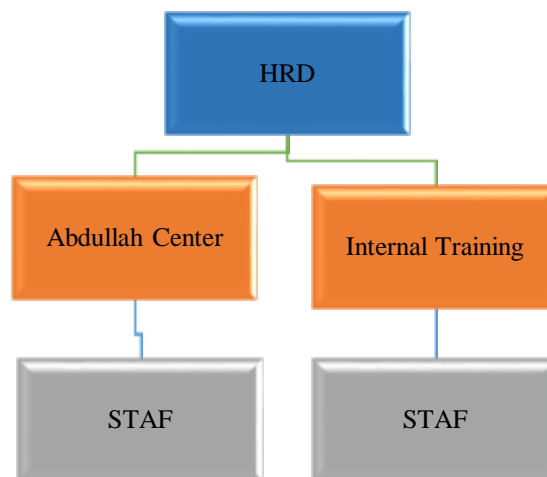 HRD
Abdullah Center
Internal Training
STAF
STAF